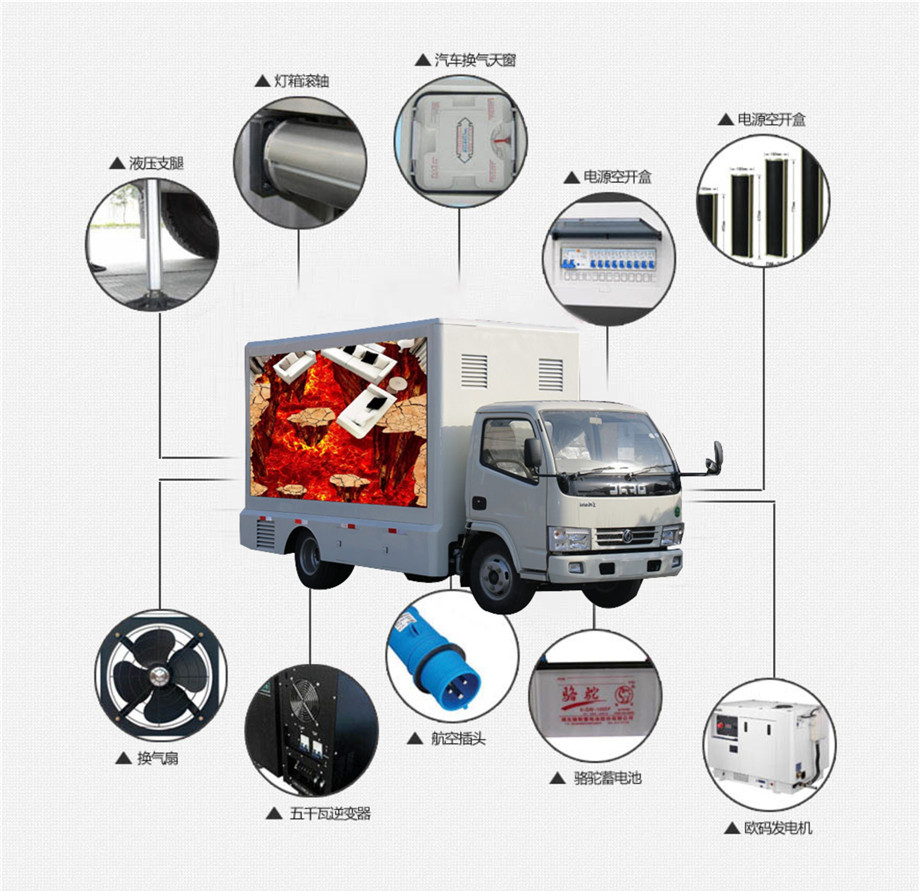 ▲ 汽车换气天窗
▲ 灯箱滚轴
▲ 电源空开盒
▲ 液压支腿
▲ 电源空开盒
骆驼
▲ 换气扇
▲ 航空插头
▲ 骆驼蓄电池
▲ 五千瓦逆变器
▲ 欧码发电机